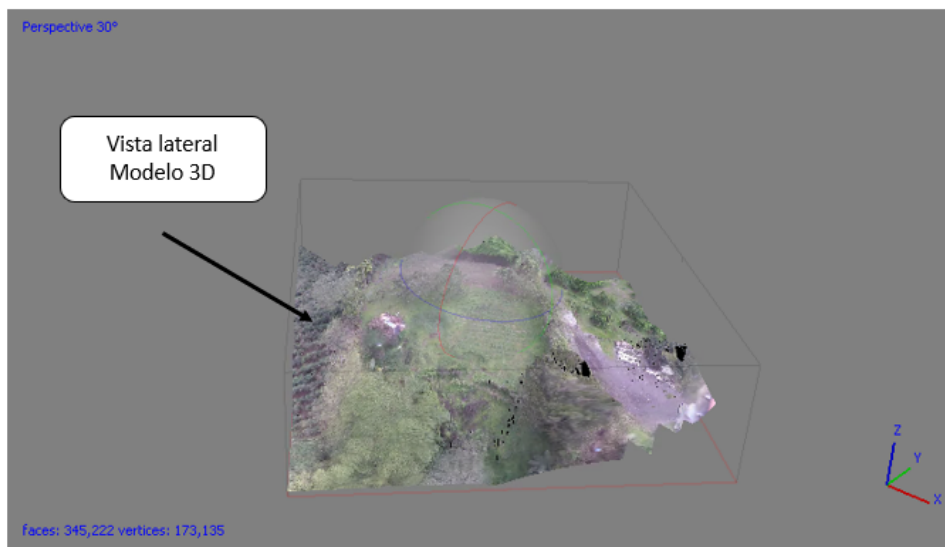 Perspective 30°
Vista lateral
Modelo 3D
Z
Y
X
faces: 345,222 vertices: 173,135